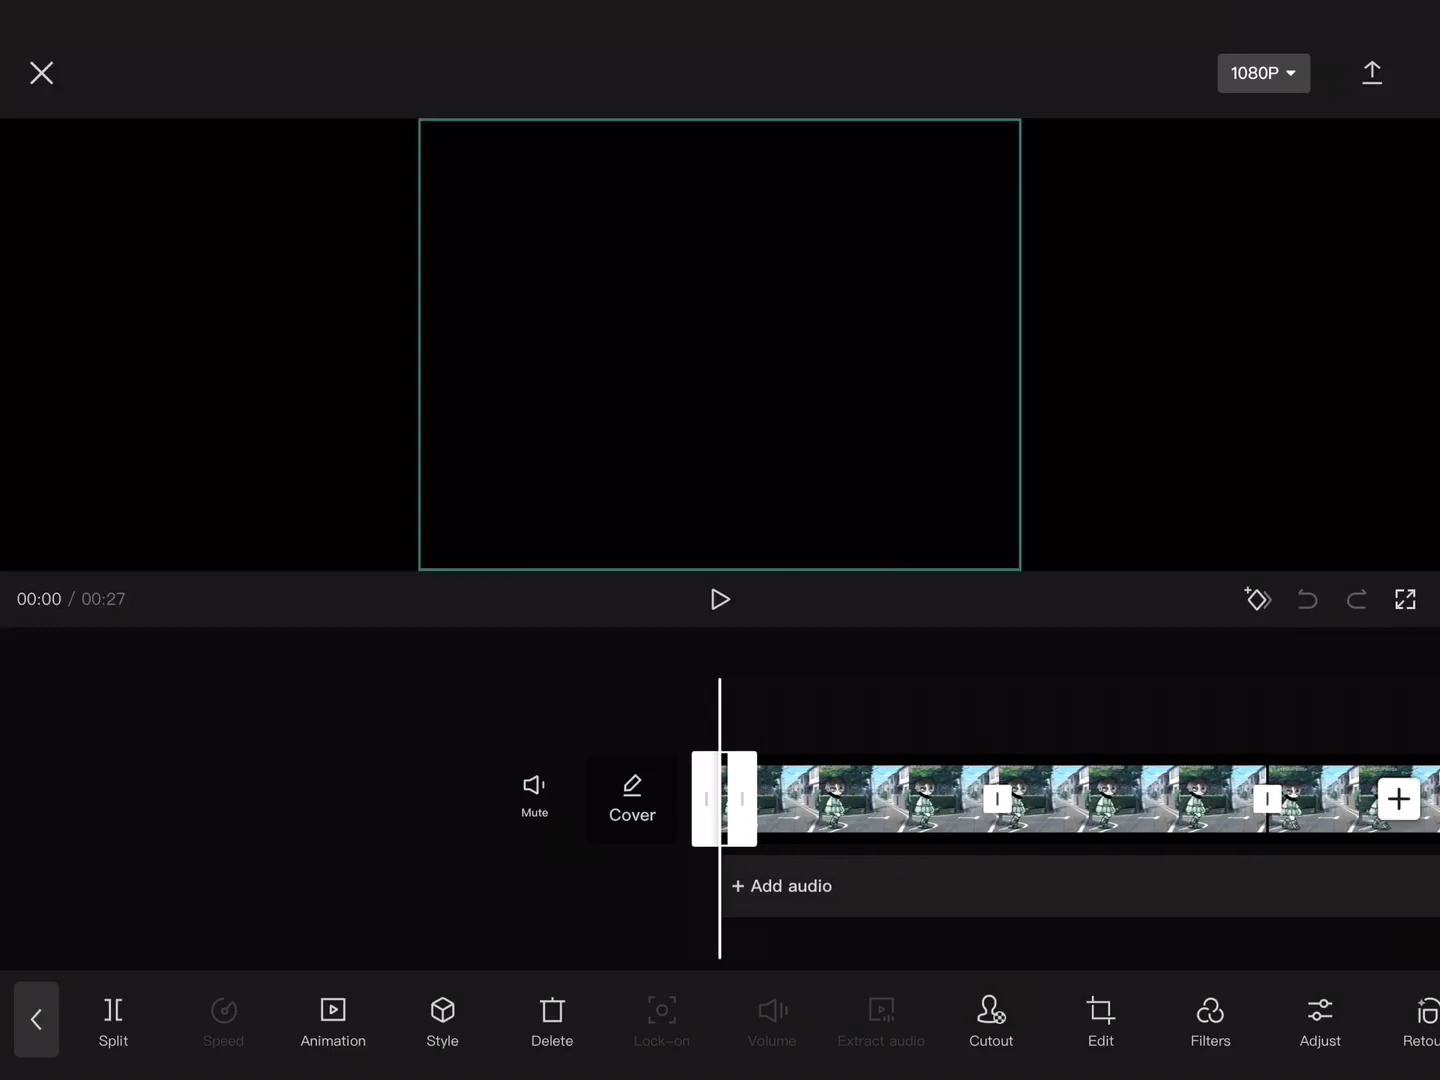 1080P
00:00 / 00:27
Mute
Cover
+ Add audio
Split
Speed
Animation
Style
Delete
Lock-on
Volume
Extract audio
Cutout
Edit
Filters
Adjust
Retou